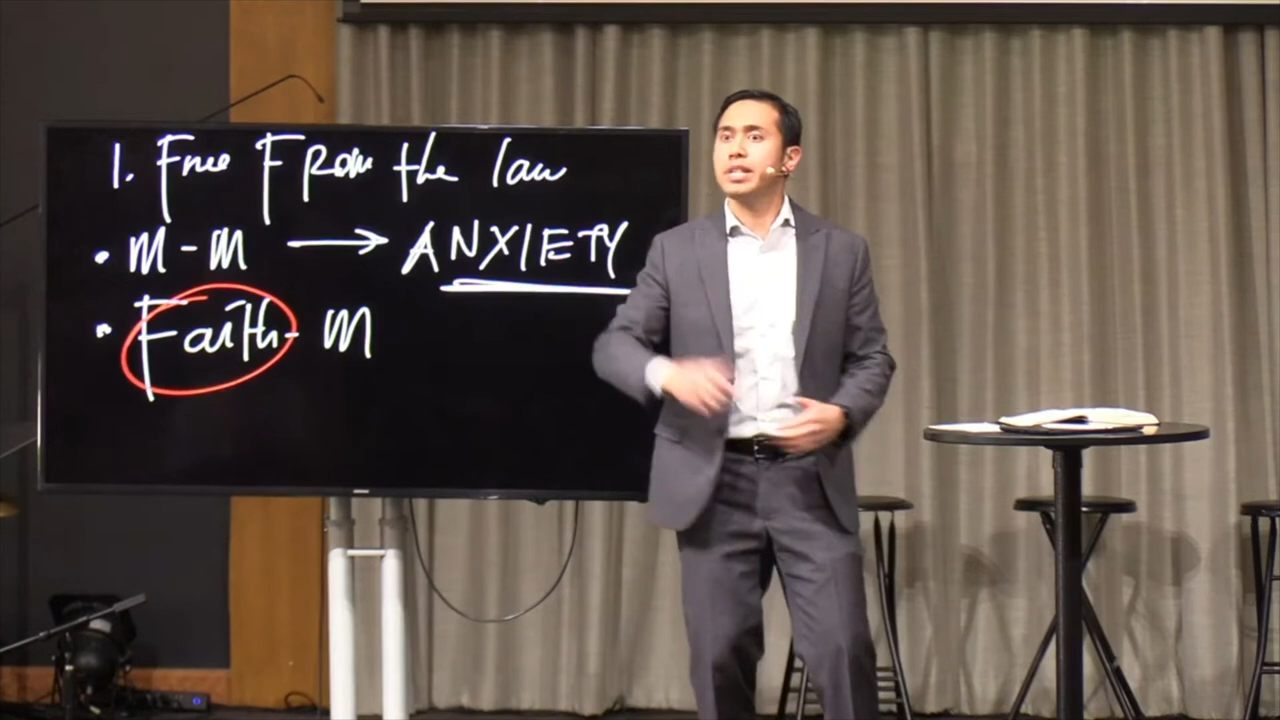 1. Free From the law
• M - M → ANXIETY
• Faith - M